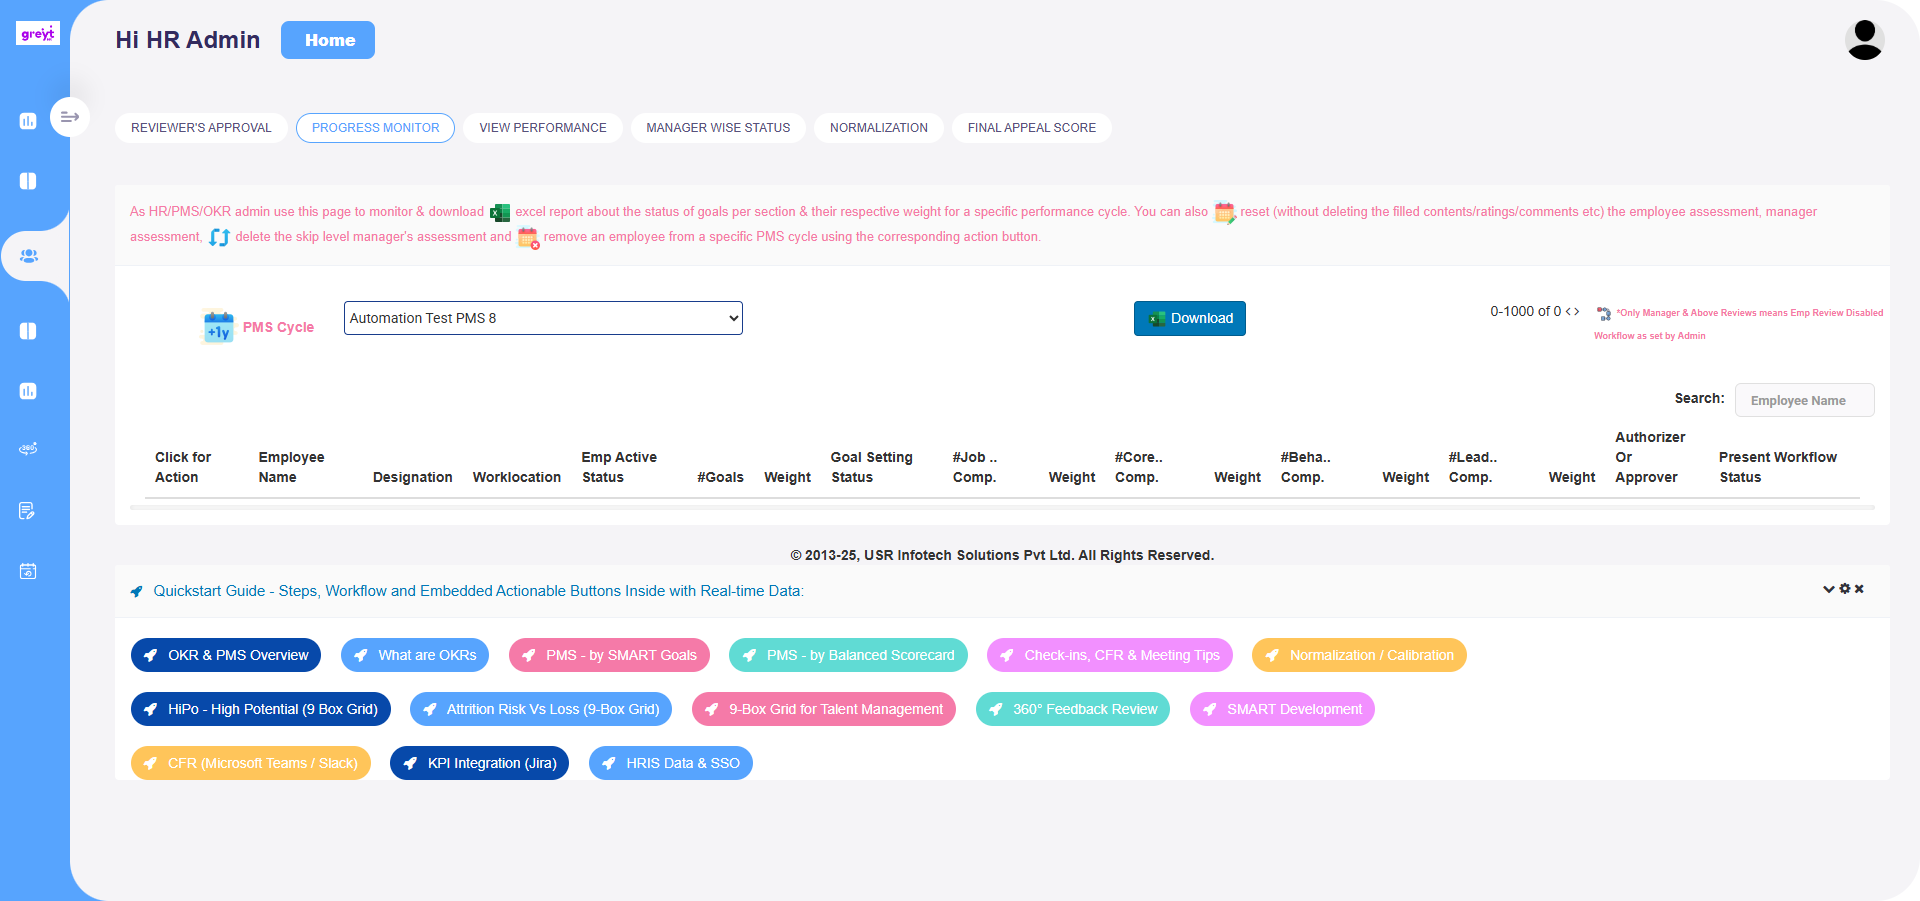 greyt
Hi HR Admin
Home
REVIEWER'S APPROVAL
PROGRESS MONITOR
VIEW PERFORMANCE
MANAGER WISE STATUS
NORMALIZATION
FINAL APPEAL SCORE
As HR/PMS/OKR admin use this page to monitor & download excel report about the status of goals per section & their respective weight for a specific performance cycle. You can also reset (without deleting the filled contents/ratings/comments etc) the employee assessment, manager
assessment, delete the skip level manager's assessment and remove an employee from a specific PMS cycle using the corresponding action button.
+1y
PMS Cycle
Automation Test PMS 8
Download
0-1000 of 0 < >
*Only Manager & Above Reviews means Emp Review Disabled
Workflow as set by Admin
Search:
Employee Name
Click for
Action
Employee
Name
Designation
Worklocation
Emp Active
Status
#Goals
Weight
Goal Setting
Status
#Job ..
Comp.
Weight
#Core..
Comp.
Weight
#Beha..
Comp.
Weight
#Lead..
Comp.
Weight
Authorizer
Or
Approver
Present Workflow
Status
360°
© 2013-25, USR Infotech Solutions Pvt Ltd. All Rights Reserved.
Quickstart Guide - Steps, Workflow and Embedded Actionable Buttons Inside with Real-time Data:
OKR & PMS Overview
What are OKRs
PMS - by SMART Goals
PMS - by Balanced Scorecard
Check-ins, CFR & Meeting Tips
Normalization / Calibration
HiPo - High Potential (9 Box Grid)
Attrition Risk Vs Loss (9-Box Grid)
9-Box Grid for Talent Management
360° Feedback Review
SMART Development
CFR (Microsoft Teams / Slack)
KPI Integration (Jira)
HRIS Data & SSO